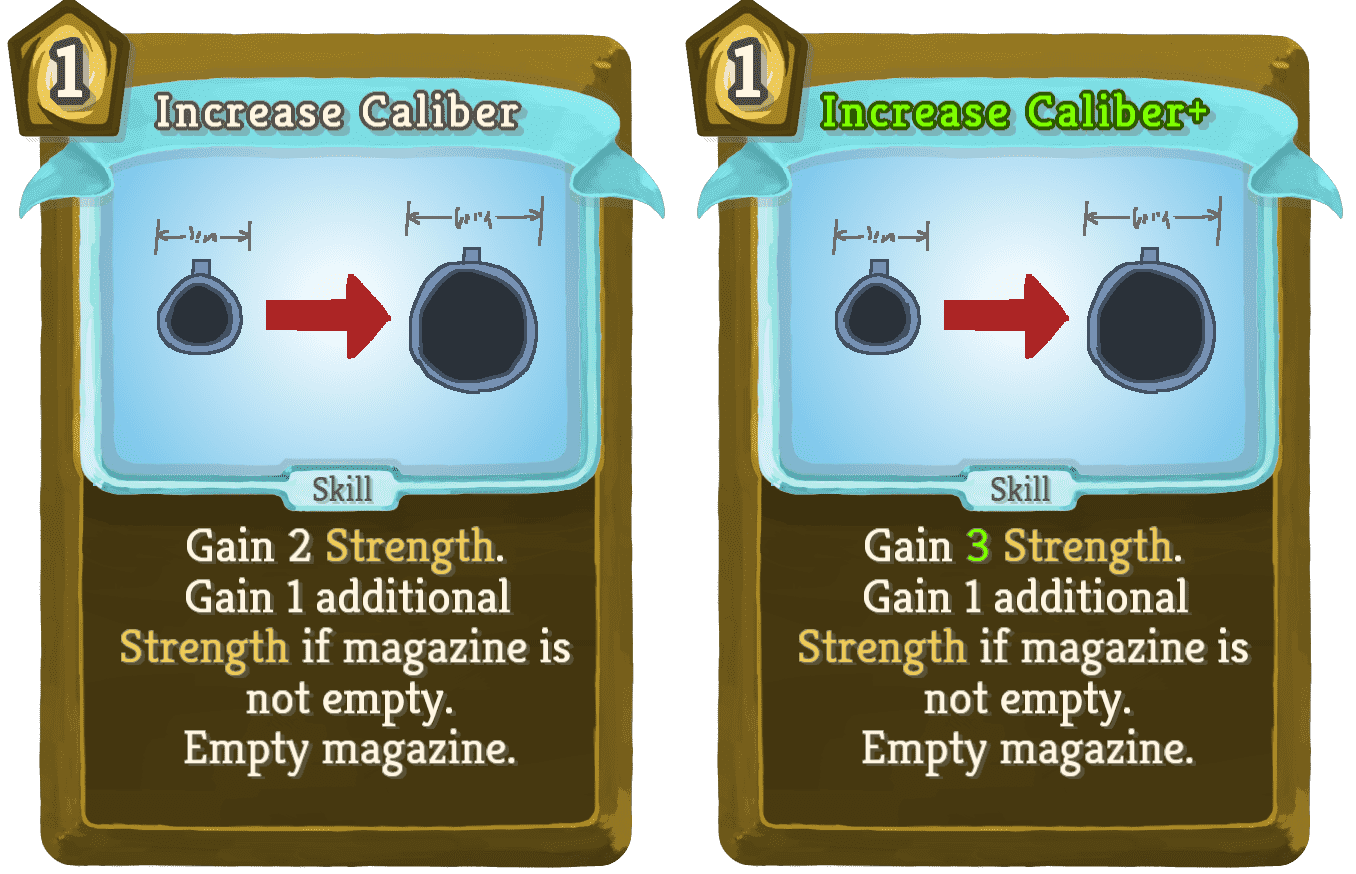 1
Increase Caliber
Skill
Gain 2 Strength.
Gain 1 additional
Strength if magazine is
not empty.
Empty magazine.
1
Increase Caliber+
Skill
Gain 3 Strength.
Gain 1 additional
Strength if magazine is
not empty.
Empty magazine.